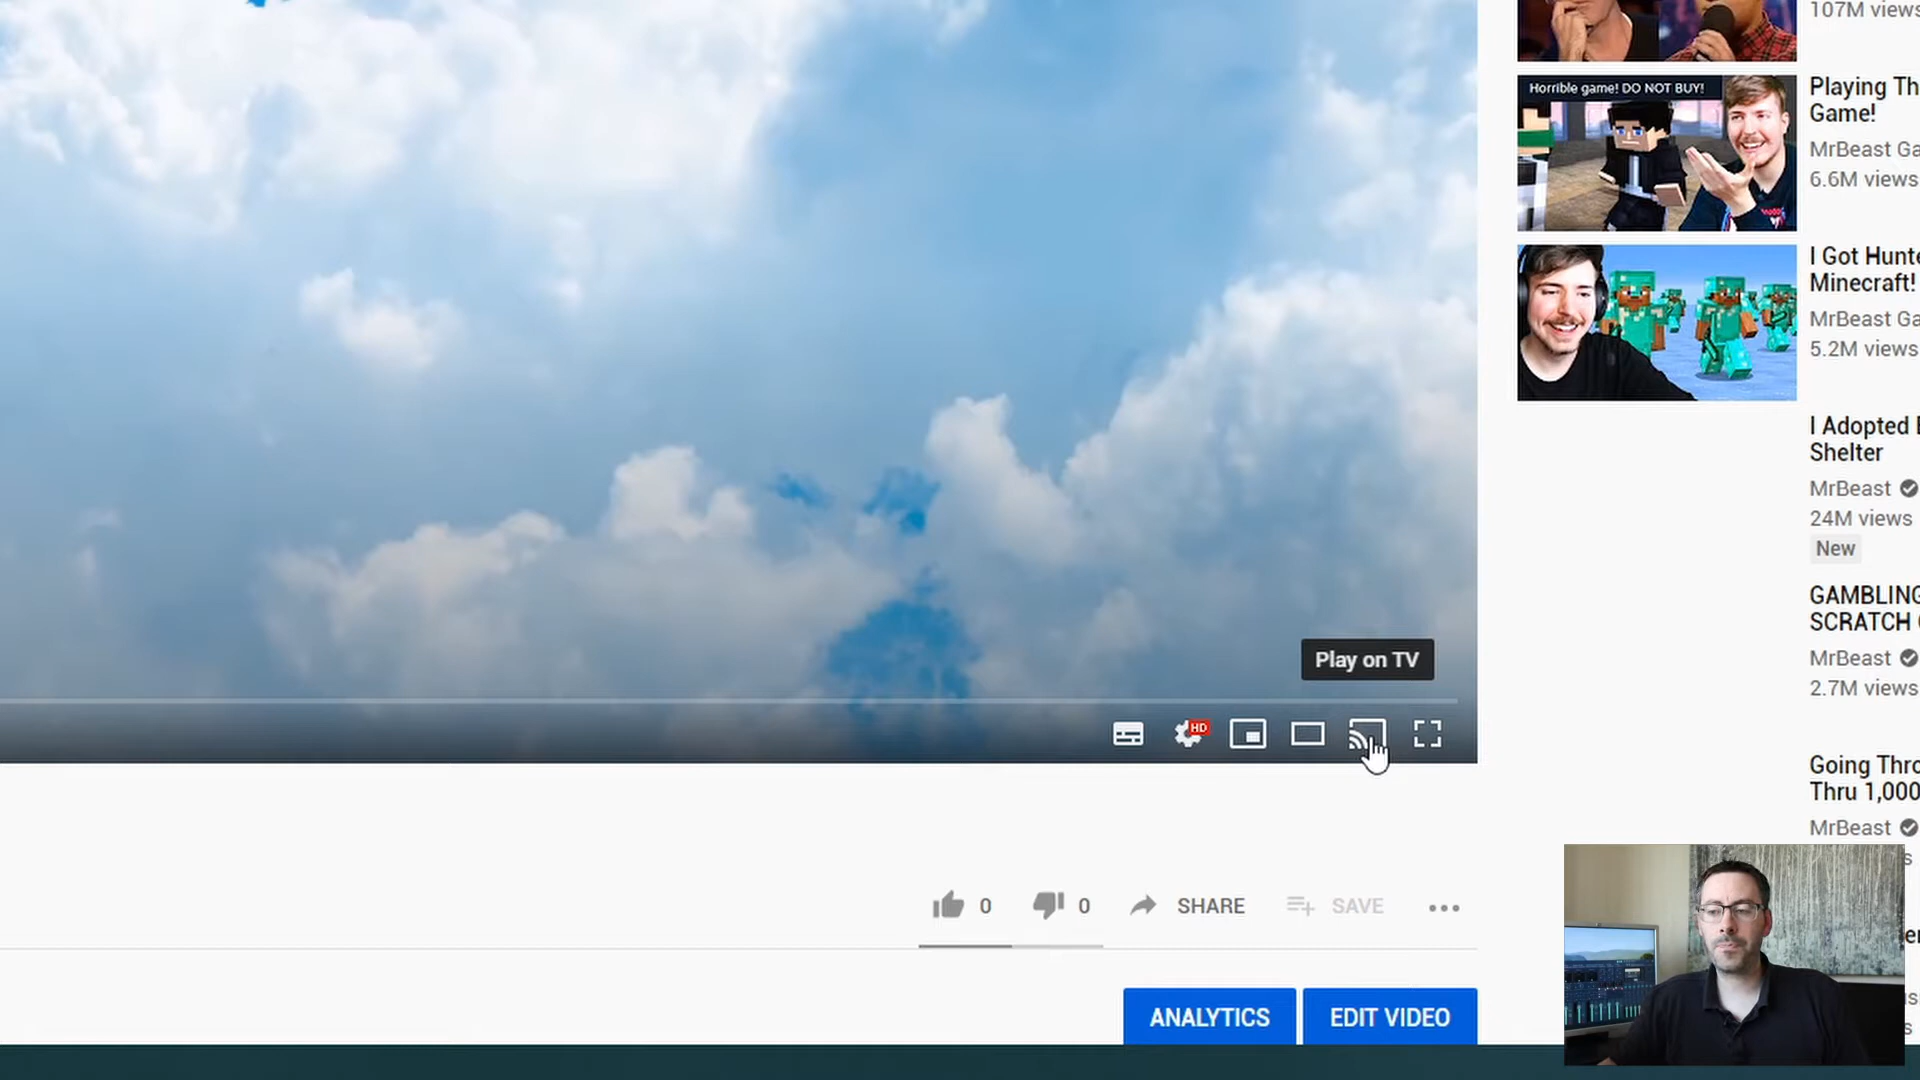 107M views
Horrible game! DO NOT BUY!
Playing Th
Game!
MrBeast Ga
6.6M views
I Got Hunte
Minecraft!
MrBeast Ga
5.2M views
I Adopted
Shelter
MrBeast
24M views
New
GAMBLING
SCRATCH
MrBeast
2.7M views
Going Thro
Thru 1,000
MrBeast
Play on TV
HD
0
0
SHARE
SAVE
ANALYTICS
EDIT VIDEO